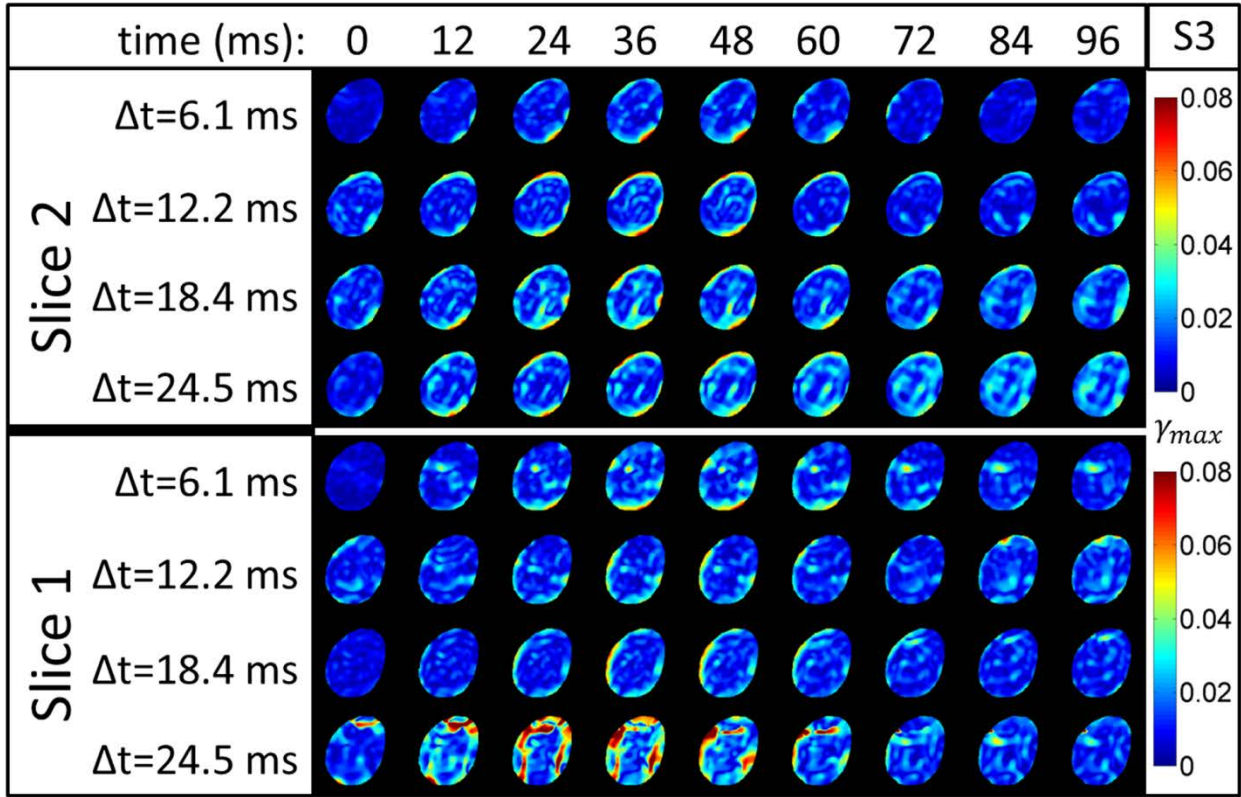 time (ms): 0 12 24 36 48 60 72 84 96 S3
Slice 2
Δt=6.1 ms
Δt=12.2 ms
Δt=18.4 ms
Δt=24.5 ms
0.08
0.06
0.04
0.02
0
γmax
Slice 1
Δt=6.1 ms
Δt=12.2 ms
Δt=18.4 ms
Δt=24.5 ms
0.08
0.06
0.04
0.02
0